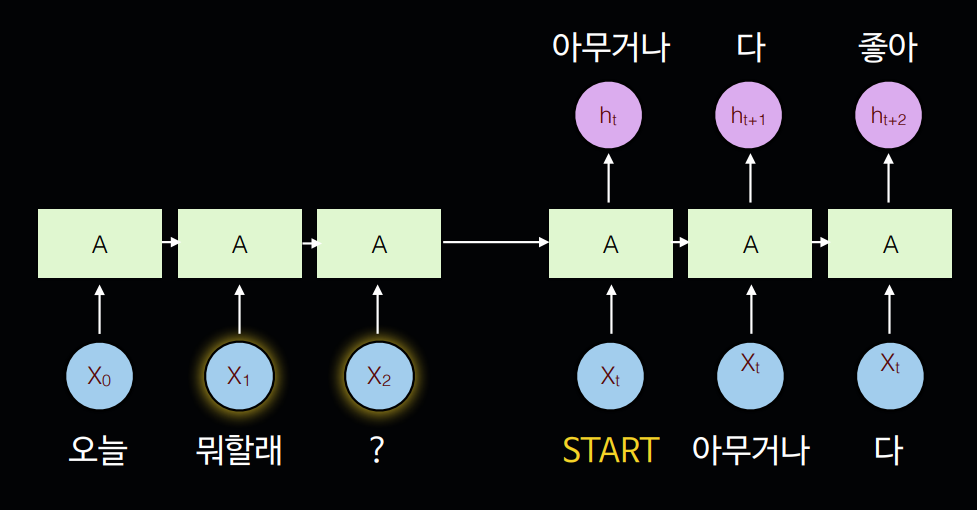 아무거나 다 좋아
hₜ hₜ₊₁ hₜ₊₂
A A A A A A
X₀ X₁ X₂ Xₜ Xₜ Xₜ
오늘 뭐할래 ? START 아무거나 다